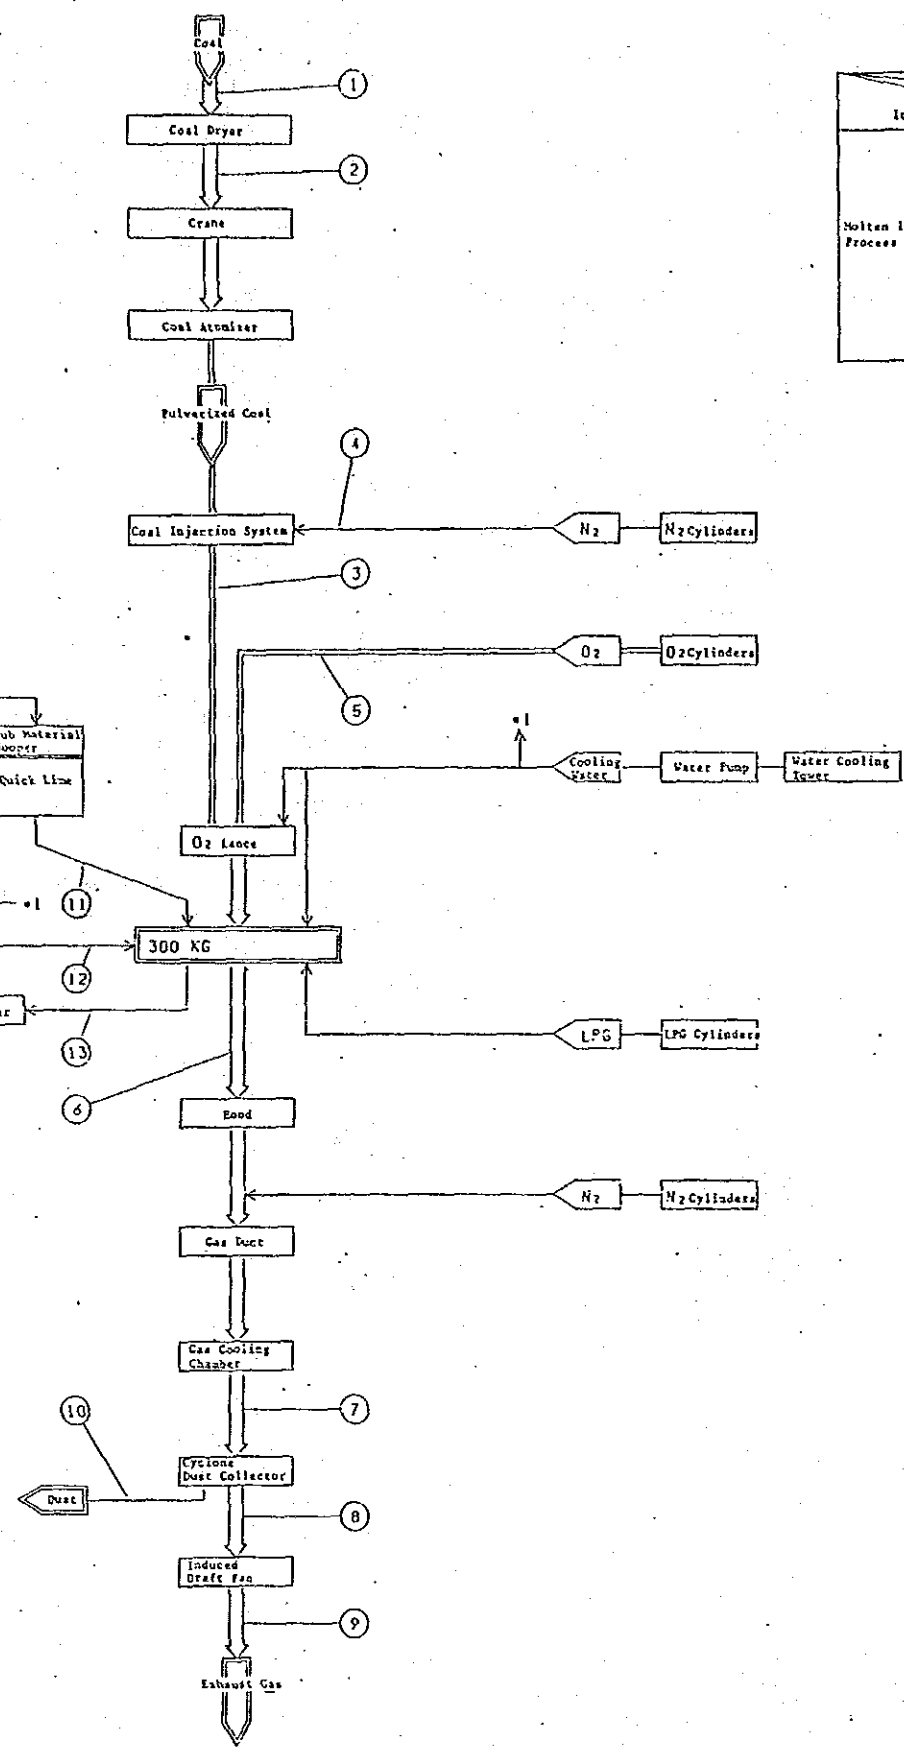 Coal
1
Coal Dryer
2
Crane
Coal Atomizer
Pulverized Coal
4
Coal Injection System
N2
N2 Cylinders
3
O2
O2 Cylinders
5
*1
Cooling
Water
Water Pump
Water Cooling
Tower
ub Material
Quick Lime
O2 Lance
*1
11
300 KG
12
13
LPG
LPG Cylinders
6
Hood
N2
N2 Cylinders
Gas Duct
Gas Cooling
Chamber
10
7
Cyclone
Dust Collector
Dust
8
Induced
Draft Fan
9
Exhaust Gas
Molten
Process